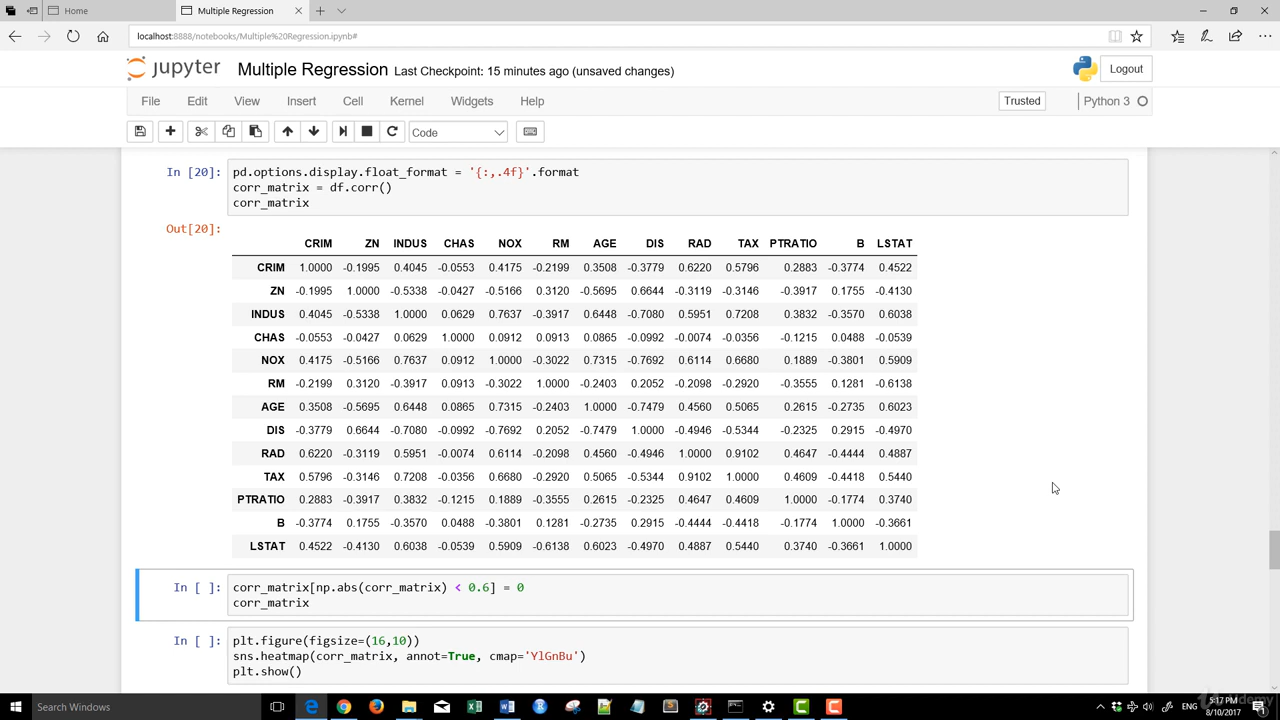 Home
Multiple Regression
localhost:8888/notebooks/Multiple%20Regression.ipynb#
jupyter Multiple Regression Last Checkpoint: 15 minutes ago (unsaved changes) Logout
File Edit View Insert Cell Kernel Widgets Help Trusted Python 3
Code
In [20]: pd.options.display.float_format = '{:,.4f}'.format
corr_matrix = df.corr()
corr_matrix
Out[20]:
CRIM ZN INDUS CHAS NOX RM AGE DIS RAD TAX PTRATIO B LSTAT
CRIM 1.0000 -0.1995 0.4045 -0.0553 0.4175 -0.2199 0.3508 -0.3779 0.6220 0.5796 0.2883 -0.3774 0.4522
ZN -0.1995 1.0000 -0.5338 -0.0427 -0.5166 0.3120 -0.5695 0.6644 -0.3119 -0.3146 -0.3917 0.1755 -0.4130
INDUS 0.4045 -0.5338 1.0000 0.0629 0.7637 -0.3917 0.6448 -0.7080 0.5951 0.7208 0.3832 -0.3570 0.6038
CHAS -0.0553 -0.0427 0.0629 1.0000 0.0912 0.0913 0.0865 -0.0992 -0.0074 -0.0356 -0.1215 0.0488 -0.0539
NOX 0.4175 -0.5166 0.7637 0.0912 1.0000 -0.3022 0.7315 -0.7692 0.6114 0.6680 0.1889 -0.3801 0.5909
RM -0.2199 0.3120 -0.3917 0.0913 -0.3022 1.0000 -0.2403 0.2052 -0.2098 -0.2920 -0.3555 0.1281 -0.6138
AGE 0.3508 -0.5695 0.6448 0.0865 0.7315 -0.2403 1.0000 -0.7479 0.4560 0.5065 0.2615 -0.2735 0.6023
DIS -0.3779 0.6644 -0.7080 -0.0992 -0.7692 0.2052 -0.7479 1.0000 -0.4946 -0.5344 -0.2325 0.2915 -0.4970
RAD 0.6220 -0.3119 0.5951 -0.0074 0.6114 -0.2098 0.4560 -0.4946 1.0000 0.9102 0.4647 -0.4444 0.4887
TAX 0.5796 -0.3146 0.7208 -0.0356 0.6680 -0.2920 0.5065 -0.5344 0.9102 1.0000 0.4609 -0.4418 0.5440
PTRATIO 0.2883 -0.3917 0.3832 -0.1215 0.1889 -0.3555 0.2615 -0.2325 0.4647 0.4609 1.0000 -0.1774 0.3740
B -0.3774 0.1755 -0.3570 0.0488 -0.3801 0.1281 -0.2735 0.2915 -0.4444 -0.4418 -0.1774 1.0000 -0.3661
LSTAT 0.4522 -0.4130 0.6038 -0.0539 0.5909 -0.6138 0.6023 -0.4970 0.4887 0.5440 0.3740 -0.3661 1.0000
In [ ]: corr_matrix[np.abs(corr_matrix) < 0.6] = 0
corr_matrix
In [ ]: plt.figure(figsize=(16,10))
sns.heatmap(corr_matrix, annot=True, cmap='YlGnBu')
plt.show()
Search Windows
ENG
5:17 PM
8/10/2017
Udemy